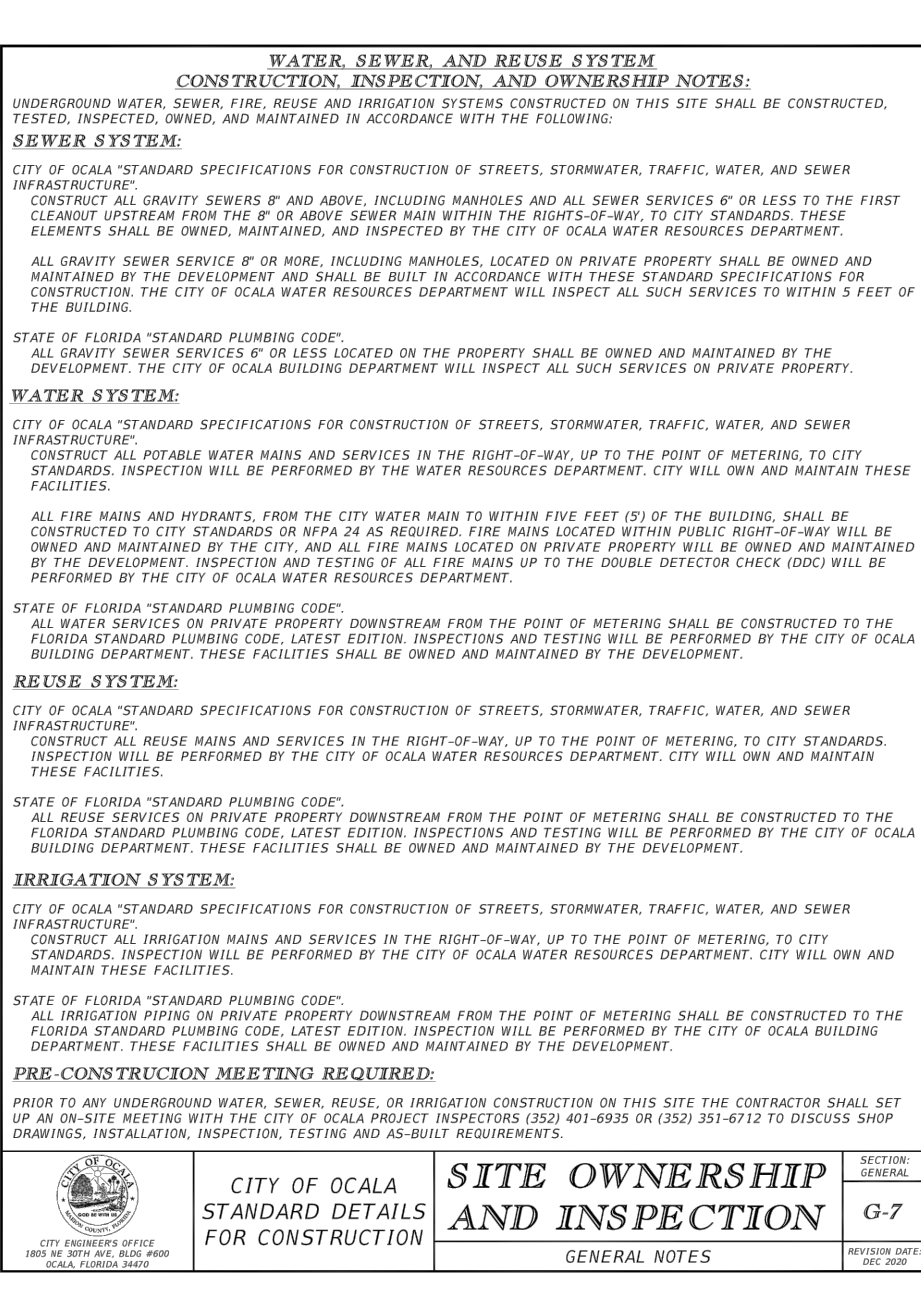 WATER, SEWER, AND REUSE SYSTEM
CONSTRUCTION, INSPECTION, AND OWNERSHIP NOTES:
UNDERGROUND WATER, SEWER, FIRE, REUSE AND IRRIGATION SYSTEMS CONSTRUCTED ON THIS SITE SHALL BE CONSTRUCTED,
TESTED, INSPECTED, OWNED, AND MAINTAINED IN ACCORDANCE WITH THE FOLLOWING:
SEWER SYSTEM:
CITY OF OCALA "STANDARD SPECIFICATIONS FOR CONSTRUCTION OF STREETS, STORMWATER, TRAFFIC, WATER, AND SEWER
INFRASTRUCTURE".
CONSTRUCT ALL GRAVITY SEWERS 8" AND ABOVE, INCLUDING MANHOLES AND ALL SEWER SERVICES 6" OR LESS TO THE FIRST
CLEANOUT UPSTREAM FROM THE 8" OR ABOVE SEWER MAIN WITHIN THE RIGHTS-OF-WAY, TO CITY STANDARDS. THESE
ELEMENTS SHALL BE OWNED, MAINTAINED, AND INSPECTED BY THE CITY OF OCALA WATER RESOURCES DEPARTMENT.
ALL GRAVITY SEWER SERVICE 8" OR MORE, INCLUDING MANHOLES, LOCATED ON PRIVATE PROPERTY SHALL BE OWNED AND
MAINTAINED BY THE DEVELOPMENT AND SHALL BE BUILT IN ACCORDANCE WITH THESE STANDARD SPECIFICATIONS FOR
CONSTRUCTION. THE CITY OF OCALA WATER RESOURCES DEPARTMENT WILL INSPECT ALL SUCH SERVICES TO WITHIN 5 FEET OF
THE BUILDING.
STATE OF FLORIDA "STANDARD PLUMBING CODE".
ALL GRAVITY SEWER SERVICES 6" OR LESS LOCATED ON THE PROPERTY SHALL BE OWNED AND MAINTAINED BY THE
DEVELOPMENT. THE CITY OF OCALA BUILDING DEPARTMENT WILL INSPECT ALL SUCH SERVICES ON PRIVATE PROPERTY.
WATER SYSTEM:
CITY OF OCALA "STANDARD SPECIFICATIONS FOR CONSTRUCTION OF STREETS, STORMWATER, TRAFFIC, WATER, AND SEWER
INFRASTRUCTURE".
CONSTRUCT ALL POTABLE WATER MAINS AND SERVICES IN THE RIGHT-OF-WAY, UP TO THE POINT OF METERING, TO CITY
STANDARDS. INSPECTION WILL BE PERFORMED BY THE WATER RESOURCES DEPARTMENT. CITY WILL OWN AND MAINTAIN THESE
FACILITIES.
ALL FIRE MAINS AND HYDRANTS, FROM THE CITY WATER MAIN TO WITHIN FIVE FEET (5') OF THE BUILDING, SHALL BE
CONSTRUCTED TO CITY STANDARDS OR NFPA 24 AS REQUIRED. FIRE MAINS LOCATED WITHIN PUBLIC RIGHT-OF-WAY WILL BE
OWNED AND MAINTAINED BY THE CITY, AND ALL FIRE MAINS LOCATED ON PRIVATE PROPERTY WILL BE OWNED AND MAINTAINED
BY THE DEVELOPMENT. INSPECTION AND TESTING OF ALL FIRE MAINS UP TO THE DOUBLE DETECTOR CHECK (DDC) WILL BE
PERFORMED BY THE CITY OF OCALA WATER RESOURCES DEPARTMENT.
STATE OF FLORIDA "STANDARD PLUMBING CODE".
ALL WATER SERVICES ON PRIVATE PROPERTY DOWNSTREAM FROM THE POINT OF METERING SHALL BE CONSTRUCTED TO THE
FLORIDA STANDARD PLUMBING CODE, LATEST EDITION. INSPECTIONS AND TESTING WILL BE PERFORMED BY THE CITY OF OCALA
BUILDING DEPARTMENT. THESE FACILITIES SHALL BE OWNED AND MAINTAINED BY THE DEVELOPMENT.
REUSE SYSTEM:
CITY OF OCALA "STANDARD SPECIFICATIONS FOR CONSTRUCTION OF STREETS, STORMWATER, TRAFFIC, WATER, AND SEWER
INFRASTRUCTURE".
CONSTRUCT ALL REUSE MAINS AND SERVICES IN THE RIGHT-OF-WAY, UP TO THE POINT OF METERING, TO CITY STANDARDS.
INSPECTION WILL BE PERFORMED BY THE CITY OF OCALA WATER RESOURCES DEPARTMENT. CITY WILL OWN AND MAINTAIN
THESE FACILITIES.
STATE OF FLORIDA "STANDARD PLUMBING CODE".
ALL REUSE SERVICES ON PRIVATE PROPERTY DOWNSTREAM FROM THE POINT OF METERING SHALL BE CONSTRUCTED TO THE
FLORIDA STANDARD PLUMBING CODE, LATEST EDITION. INSPECTIONS AND TESTING WILL BE PERFORMED BY THE CITY OF OCALA
BUILDING DEPARTMENT. THESE FACILITIES SHALL BE OWNED AND MAINTAINED BY THE DEVELOPMENT.
IRRIGATION SYSTEM:
CITY OF OCALA "STANDARD SPECIFICATIONS FOR CONSTRUCTION OF STREETS, STORMWATER, TRAFFIC, WATER, AND SEWER
INFRASTRUCTURE".
CONSTRUCT ALL IRRIGATION MAINS AND SERVICES IN THE RIGHT-OF-WAY, UP TO THE POINT OF METERING, TO CITY
STANDARDS. INSPECTION WILL BE PERFORMED BY THE CITY OF OCALA WATER RESOURCES DEPARTMENT. CITY WILL OWN AND
MAINTAIN THESE FACILITIES.
STATE OF FLORIDA "STANDARD PLUMBING CODE".
ALL IRRIGATION PIPING ON PRIVATE PROPERTY DOWNSTREAM FROM THE POINT OF METERING SHALL BE CONSTRUCTED TO THE
FLORIDA STANDARD PLUMBING CODE, LATEST EDITION. INSPECTION WILL BE PERFORMED BY THE CITY OF OCALA BUILDING
DEPARTMENT. THESE FACILITIES SHALL BE OWNED AND MAINTAINED BY THE DEVELOPMENT.
PRE-CONSTRUCION MEETING REQUIRED:
PRIOR TO ANY UNDERGROUND WATER, SEWER, REUSE, OR IRRIGATION CONSTRUCTION ON THIS SITE THE CONTRACTOR SHALL SET
UP AN ON-SITE MEETING WITH THE CITY OF OCALA PROJECT INSPECTORS (352) 401-6935 OR (352) 351-6712 TO DISCUSS SHOP
DRAWINGS, INSTALLATION, INSPECTION, TESTING AND AS-BUILT REQUIREMENTS.
CITY OF OCALA
GOD BE WITH US
MARION COUNTY, FLORIDA
CITY ENGINEER'S OFFICE
1805 NE 30TH AVE, BLDG #600
OCALA, FLORIDA 34470
CITY OF OCALA
STANDARD DETAILS
FOR CONSTRUCTION
SITE OWNERSHIP
AND INSPECTION
GENERAL NOTES
SECTION:
GENERAL
G-7
REVISION DATE:
DEC 2020